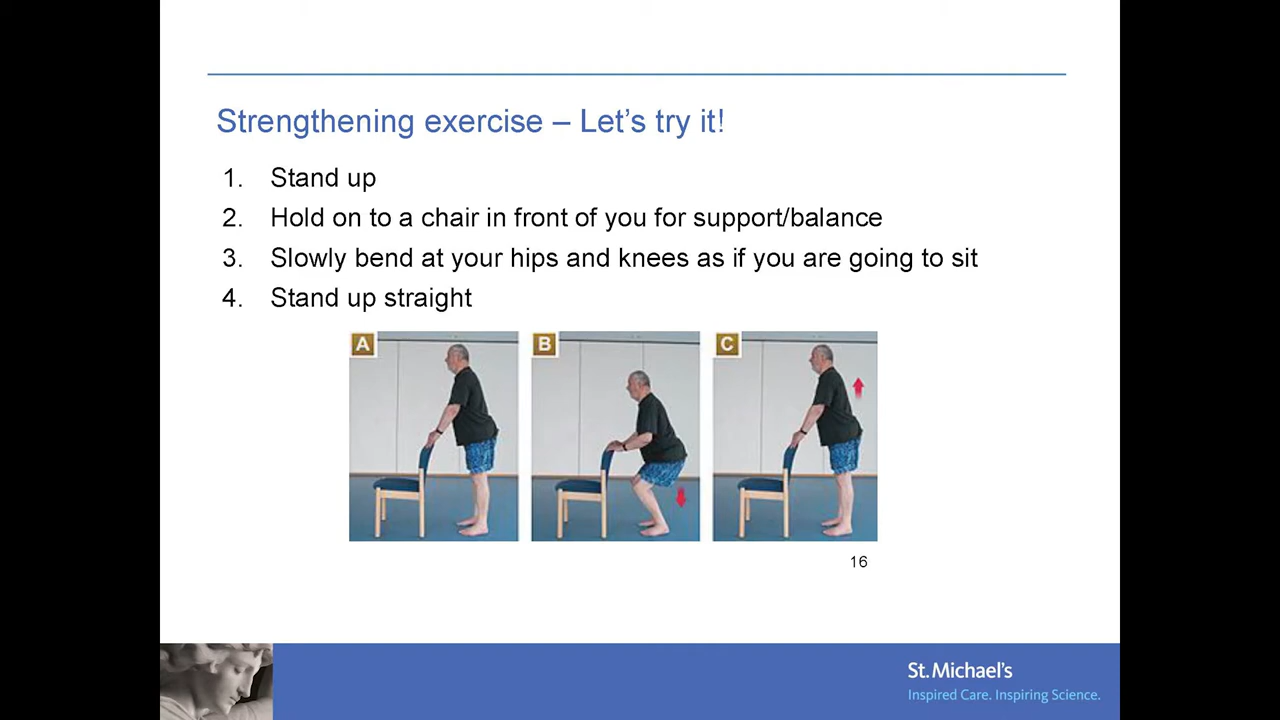 Strengthening exercise – Let's try it!
1. Stand up
2. Hold on to a chair in front of you for support/balance
3. Slowly bend at your hips and knees as if you are going to sit
4. Stand up straight
A B C
16
St. Michael's
Inspired Care. Inspiring Science.